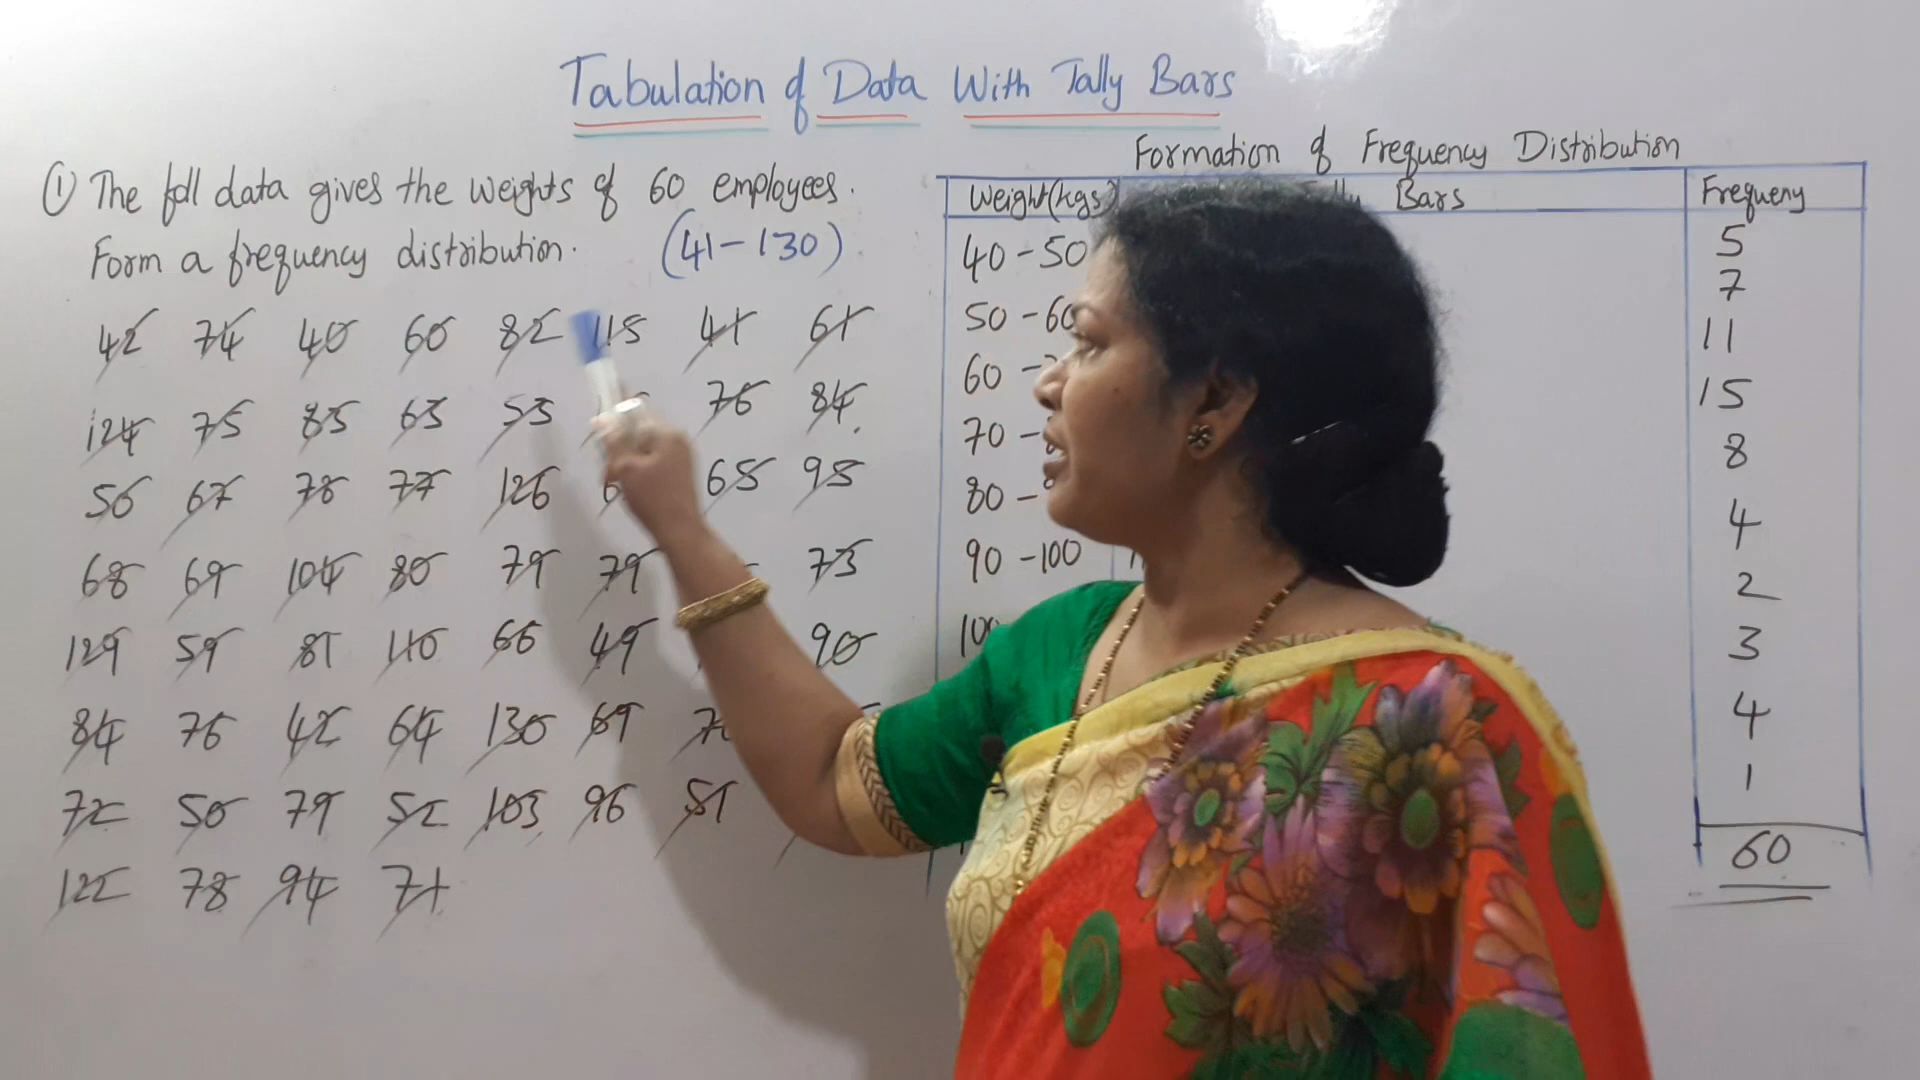 Tabulation of Data With Tally Bars
① The foll data gives the weights of 60 employees.
Form a frequency distribution. (41-130)
42 74 40 60 82 115 41 61
124 75 85 63 53 76 84
56 67 78 77 126 65 95
68 69 104 80 79 79 73
129 59 81 110 66 49 90
84 76 42 64 130 69
72 50 79 52 103 96 51
122 78 94 71
Formation of Frequency Distribution
Weight(kgs) Bars Frequeny
40-50 5
50-60 7
60- 11
70- 15
80- 8
90-100 4
2
3
4
1
60